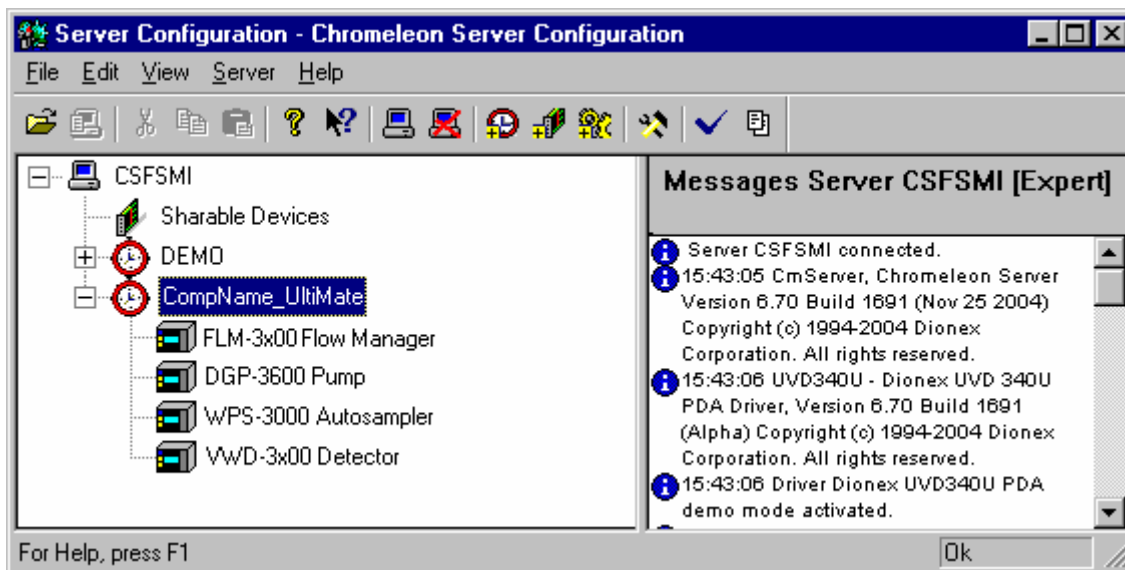 Server Configuration - Chromeleon Server Configuration
File Edit View Server Help
CSFSMI
Sharable Devices
DEMO
CompName_UltiMate
FLM-3x00 Flow Manager
DGP-3600 Pump
WPS-3000 Autosampler
VWD-3x00 Detector
Messages Server CSFSMI [Expert]
Server CSFSMI connected.
15:43:05 CmServer, Chromeleon Server
Version 6.70 Build 1691 (Nov 25 2004)
Copyright (c) 1994-2004 Dionex
Corporation. All rights reserved.
15:43:06 UVD340U - Dionex UVD 340U
PDA Driver, Version 6.70 Build 1691
(Alpha) Copyright (c) 1994-2004 Dionex
Corporation. All rights reserved.
15:43:06 Driver Dionex UVD340U PDA
demo mode activated.
For Help, press F1
Ok